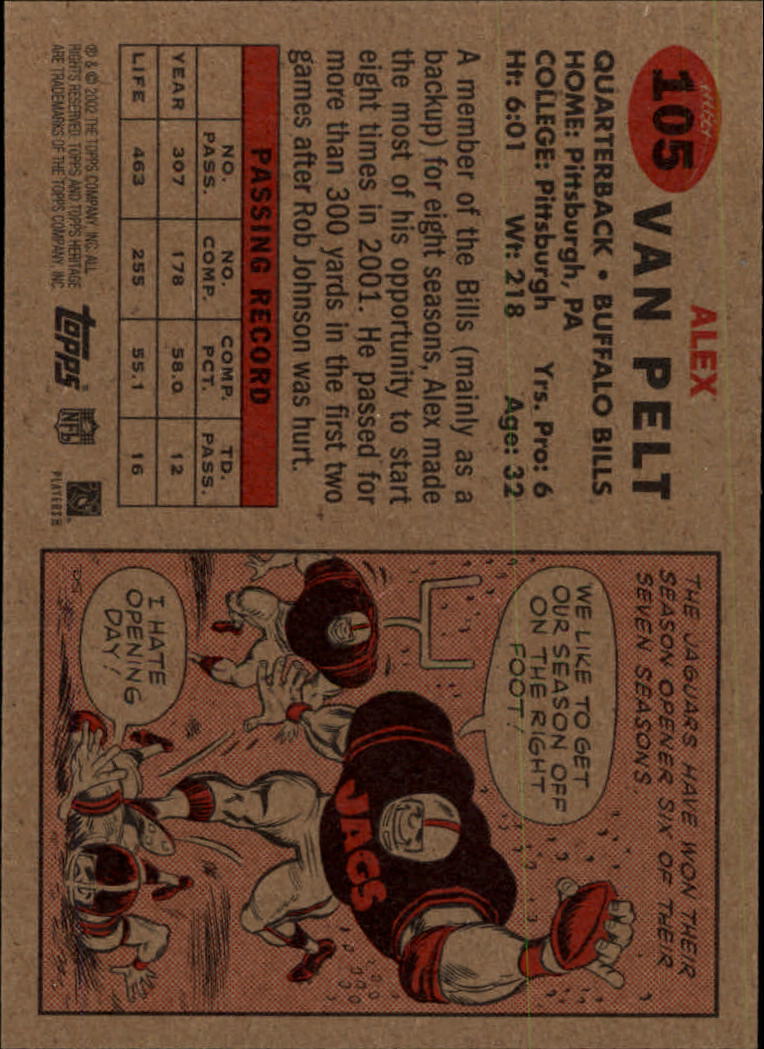 105
ALEX
VAN PELT
QUARTERBACK • BUFFALO BILLS
HOME: Pittsburgh, PA
COLLEGE: Pittsburgh Yrs. Pro: 6
Ht: 6:01 Wt: 218 Age: 32
A member of the Bills (mainly as a
backup) for eight seasons, Alex made
the most of his opportunity to start
eight times in 2001. He passed for
more than 300 yards in the first two
games after Rob Johnson was hurt.
PASSING RECORD
NO. PASS. NO. COMP. COMP. PCT. TD. PASS.
YEAR 307 178 58.0 12
LIFE 463 255 55.1 16
® & © 2002 THE TOPPS COMPANY, INC. ALL
RIGHTS RESERVED. TOPPS AND TOPPS HERITAGE
ARE TRADEMARKS OF THE TOPPS COMPANY, INC.
topps
NFL
PLAYERS
THE JAGUARS HAVE WON THEIR
SEASON OPENER SIX OF THEIR
SEVEN SEASONS.
WE LIKE TO GET
OUR SEASON OFF
ON THE RIGHT
FOOT!
JAGS
I HATE
OPENING
DAY!